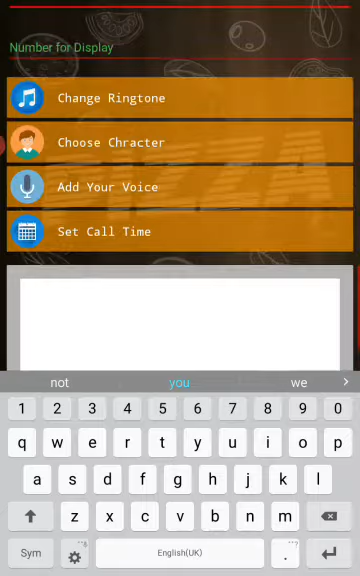 Number for Display
Change Ringtone
Choose Chracter
Add Your Voice
Set Call Time
PIZZA
not you we
1 2 3 4 5 6 7 8 9 0
q w e r t y u i o p
a s d f g h j k l
z x c v b n m
Sym English(UK) .